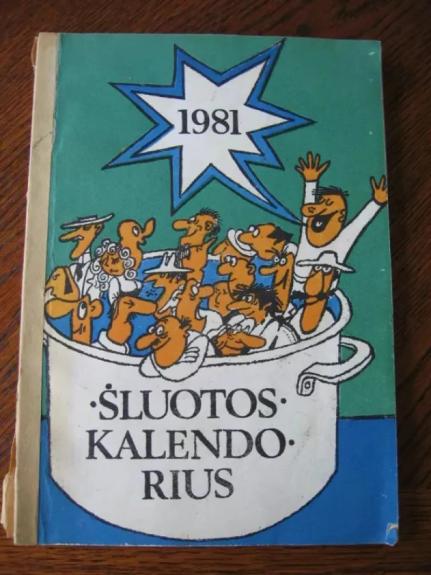 1981
·ŠLUOTOS·
KALENDO·
RIUS